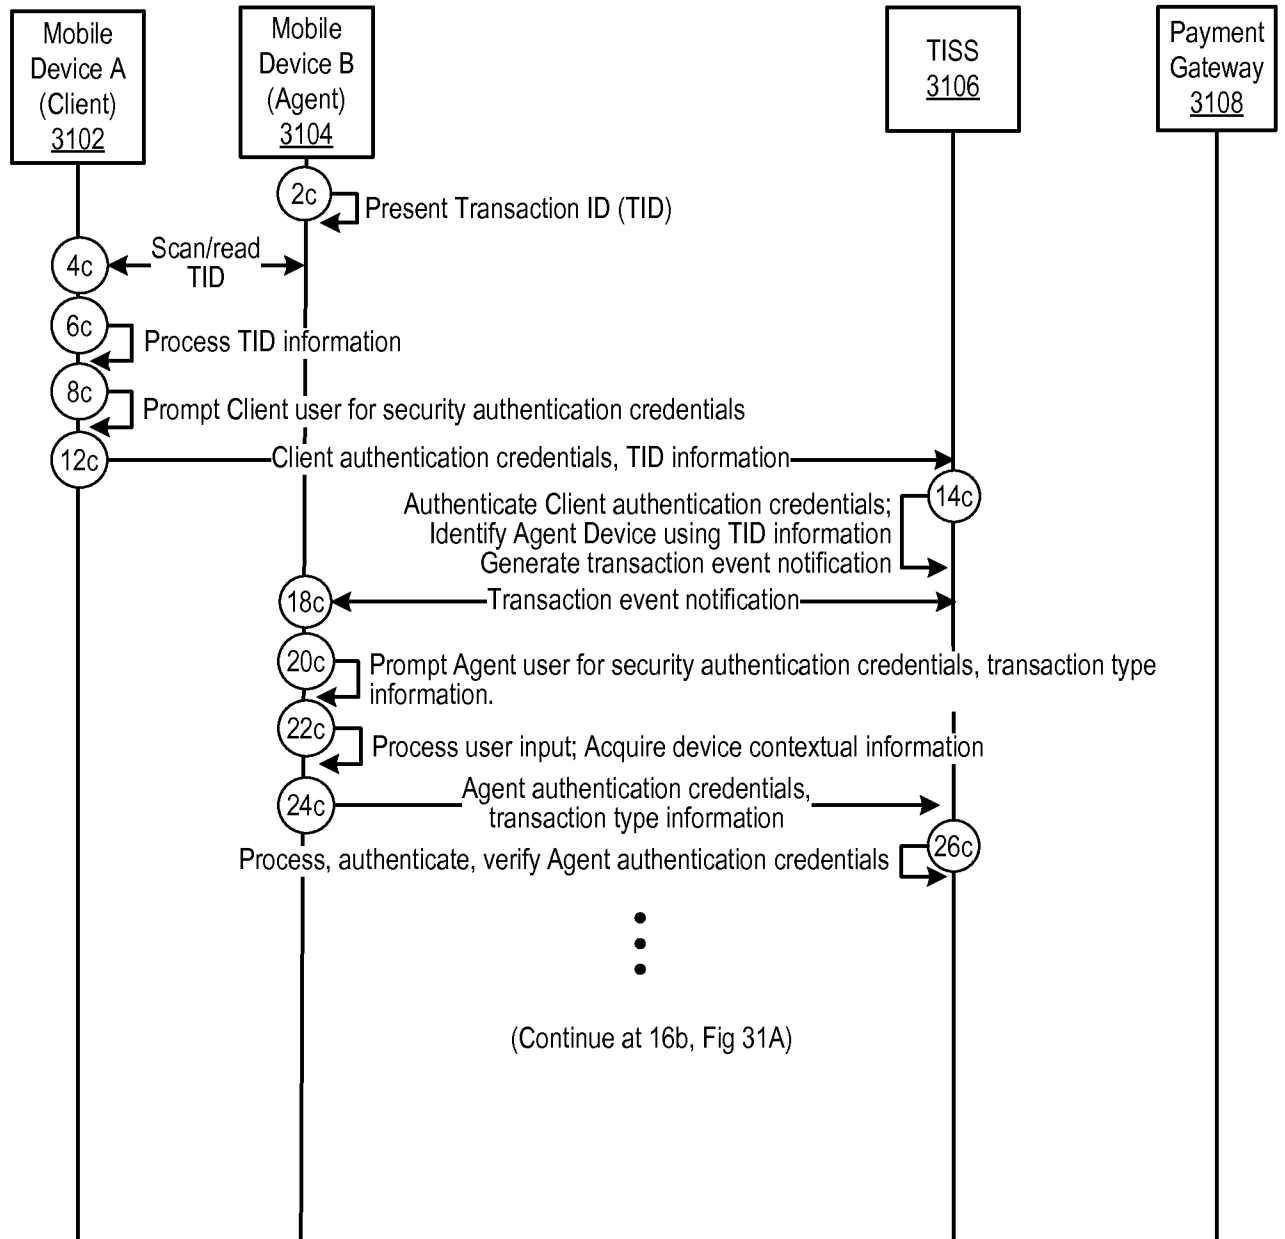 Mobile
Device A
(Client)
3102
Mobile
Device B
(Agent)
3104
TISS
3106
Payment
Gateway
3108
2c
Present Transaction ID (TID)
4c
Scan/read
TID
6c
Process TID information
8c
Prompt Client user for security authentication credentials
12c
Client authentication credentials, TID information
14c
Authenticate Client authentication credentials;
Identify Agent Device using TID information
Generate transaction event notification
18c
Transaction event notification
20c
Prompt Agent user for security authentication credentials, transaction type
information.
22c
Process user input; Acquire device contextual information
24c
Agent authentication credentials,
transaction type information
26c
Process, authenticate, verify Agent authentication credentials
(Continue at 16b, Fig 31A)